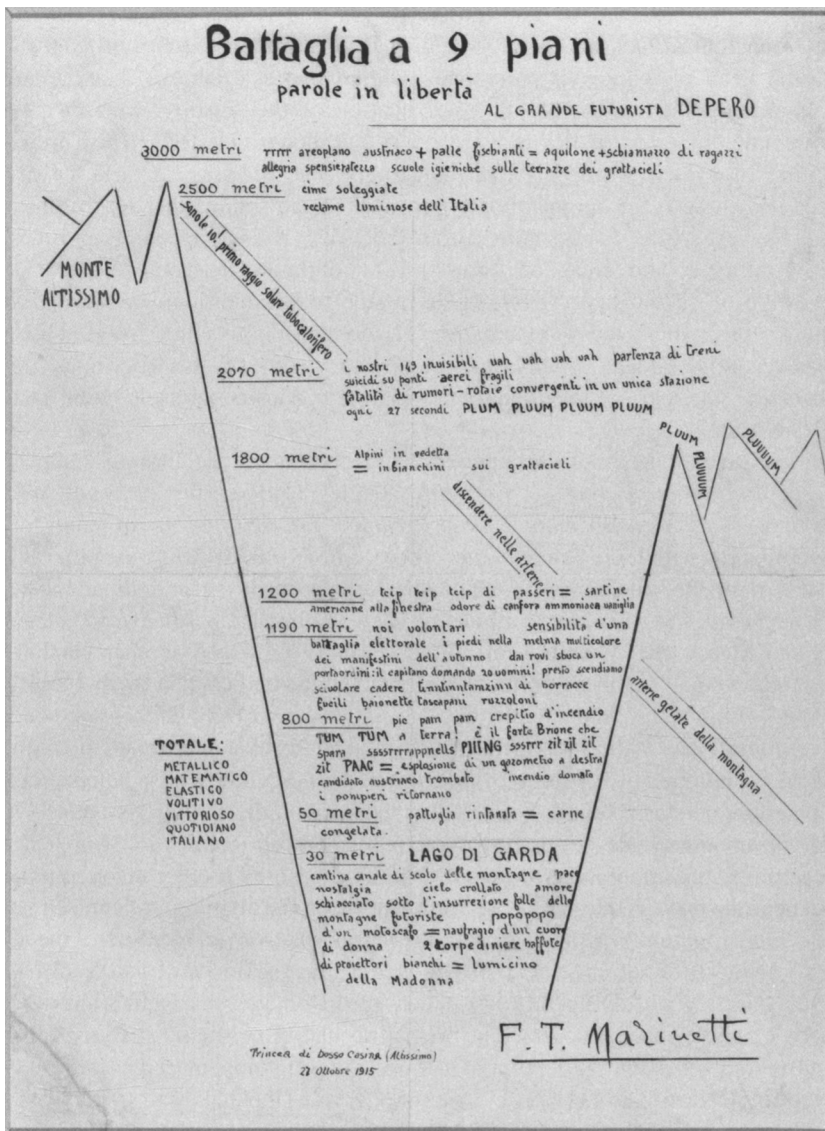 Battaglia a 9 piani
parole in libertà
AL GRANDE FUTURISTA DEPERO
3000 metri rrrrr areoplano austriaco + palle fischianti = aquilone + schiamazzo di ragazzi
allegria spensieratezza scuole igieniche sulle terrazze dei grattacieli
2500 metri cime soleggiate
reclame luminose dell'Italia
MONTE
ALTISSIMO
sono le 10! primo raggio solare tobocalorifero
2070 metri i nostri 149 invisibili uah uah uah uah partenza di treni
suicidi su ponti aerei fragili
fatalità di rumori-rotaie convergenti in un unica stazione
ogni 27 secondi PLUM PLUUM PLUUM PLUUM
PLUUM
PLUUUUM
PLUUUUM
1800 metri Alpini in vedetta
= inbianchini sui grattacieli
discendere nelle arterie
1200 metri tcip tcip tcip di passeri = sartine
americane alla finestra odore di canfora ammoniaca vaniglia
1190 metri noi volontari sensibilità d'una
battaglia elettorale i piedi nella melma multicolore
dei manifestini dell'autunno dai rovi sbuca un
portaordini: il capitano domanda 20 uomini! presto scendiamo
scivolare cadere tinntinntannzinn di borracce
fucili baionette tascapani ruzzoloni
800 metri pic pam pam crepitio d'incendio
TUM TUM a terra! è il forte Brione che
spara sssssrrrrappnells PJIING sssrrr zit zit zit
zit PAAC = esplosione di un gazometro a destra
candidato austriaco trombato incendio domato
i pompieri ritornano
50 metri pattuglia rintanata = carne
congelata.
30 metri LAGO DI GARDA
cantina canale di scolo delle montagne pace
nostalgia cielo crollato amore
schiacciato sotto l'insurrezione folle delle
montagne futuriste popopopo
d'un motoscafo = naufragio d'un cuore
di donna 2 torpediniere baffute
di proiettori bianchi = lumicino
della Madonna
arterie gelate della montagna.
TOTALE:
METALLICO
MATEMATICO
ELASTICO
VOLITIVO
VITTORIOSO
QUOTIDIANO
ITALIANO
F. T. Marinetti
Trincea di Dosso Casina (Altissimo)
Ottobre 1915